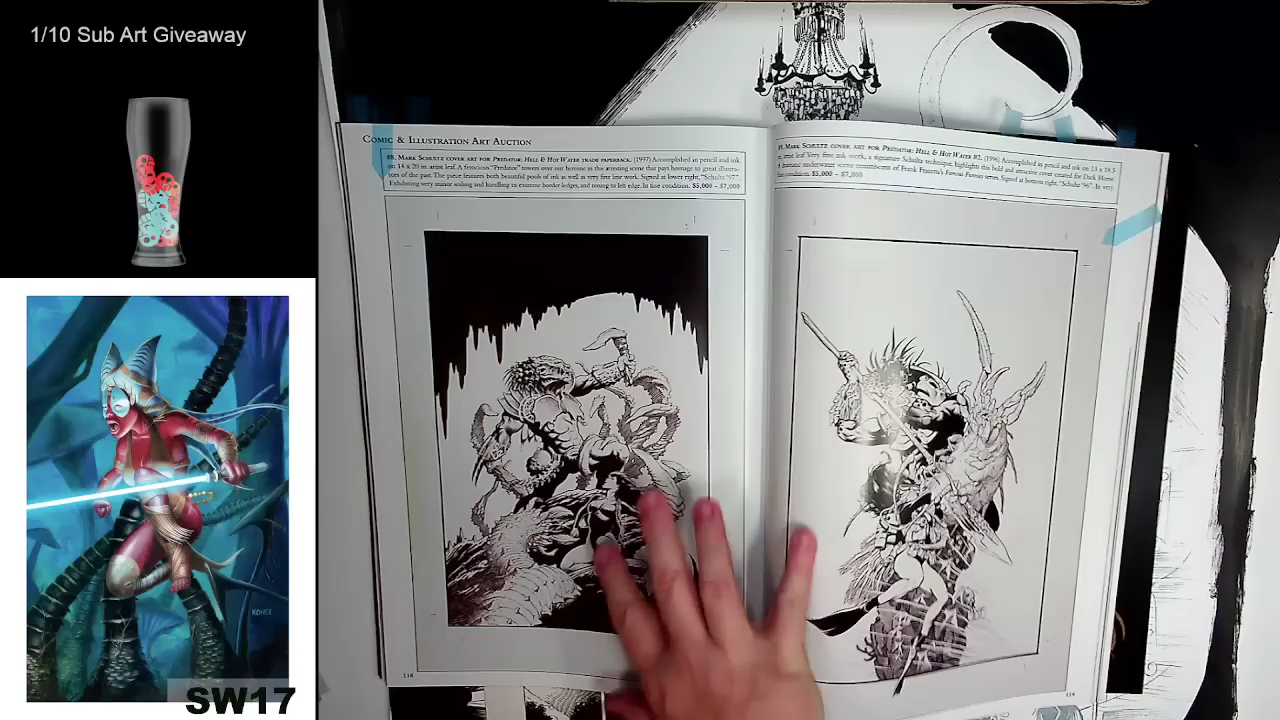 1/10 Sub Art Giveaway
KOHSE
SW17
Comic & Illustration Art Auction
88. Mark Schultz cover art for Predator: Hell & Hot Water trade paperback. (1997) Accomplished in pencil and ink
on 14 x 20 in. artist leaf. A ferocious "Predator" towers over our heroine in this arresting scene that pays homage to great illustra-
tors of the past. The piece features both beautiful pools of ink as well as very fine line work. Signed at lower right, "Schultz '97".
Exhibiting very minor soiling and handling to extreme border ledges, and toning to left edge. In fine condition. $5,000 – $7,000
Mark Schultz cover art for Predator: Hell & Hot Water #2. (1996) Accomplished in pencil and ink on 13 x 18.5
in. artist leaf. Very fine ink work, a signature Schultz technique, highlights this bold and attractive cover created for Dark Horse.
A dramatic underwater scene reminiscent of Frank Frazetta's Famous Funnies series. Signed at bottom right, "Schultz '96". In very
fine condition. $5,000 – $7,000
118
119